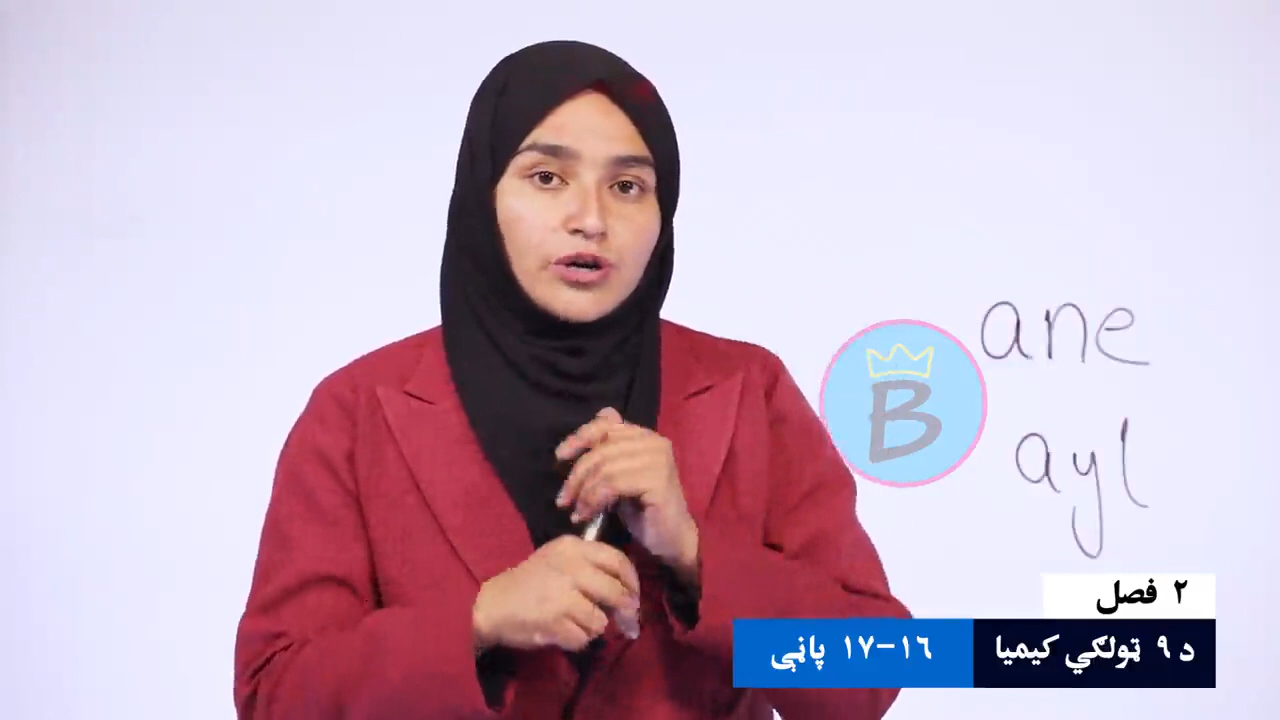 ane
B
ayl
۲ فصل
د ۹ ټولګي کیمیا
۱۶-۱۷ پاڼې